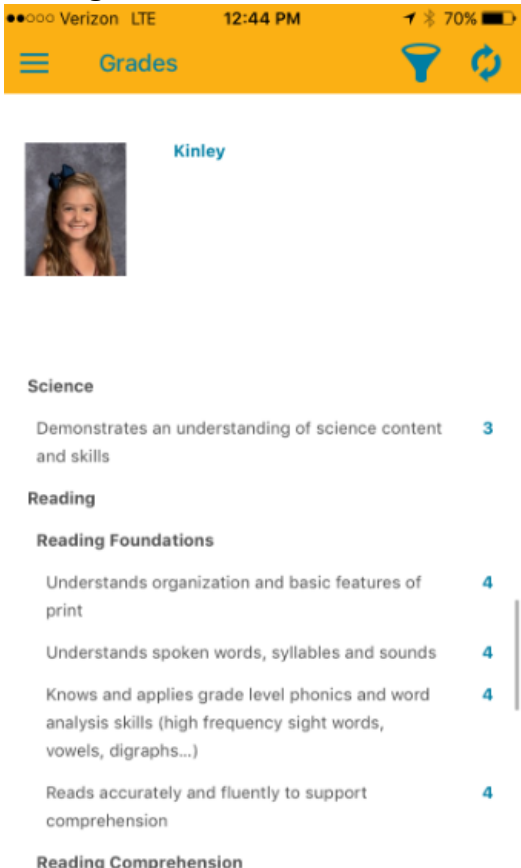 Verizon LTE 12:44 PM 70%
Grades
Kinley
Science
Demonstrates an understanding of science content 3
and skills
Reading
Reading Foundations
Understands organization and basic features of 4
print
Understands spoken words, syllables and sounds 4
Knows and applies grade level phonics and word 4
analysis skills (high frequency sight words,
vowels, digraphs...)
Reads accurately and fluently to support 4
comprehension
Reading Comprehension